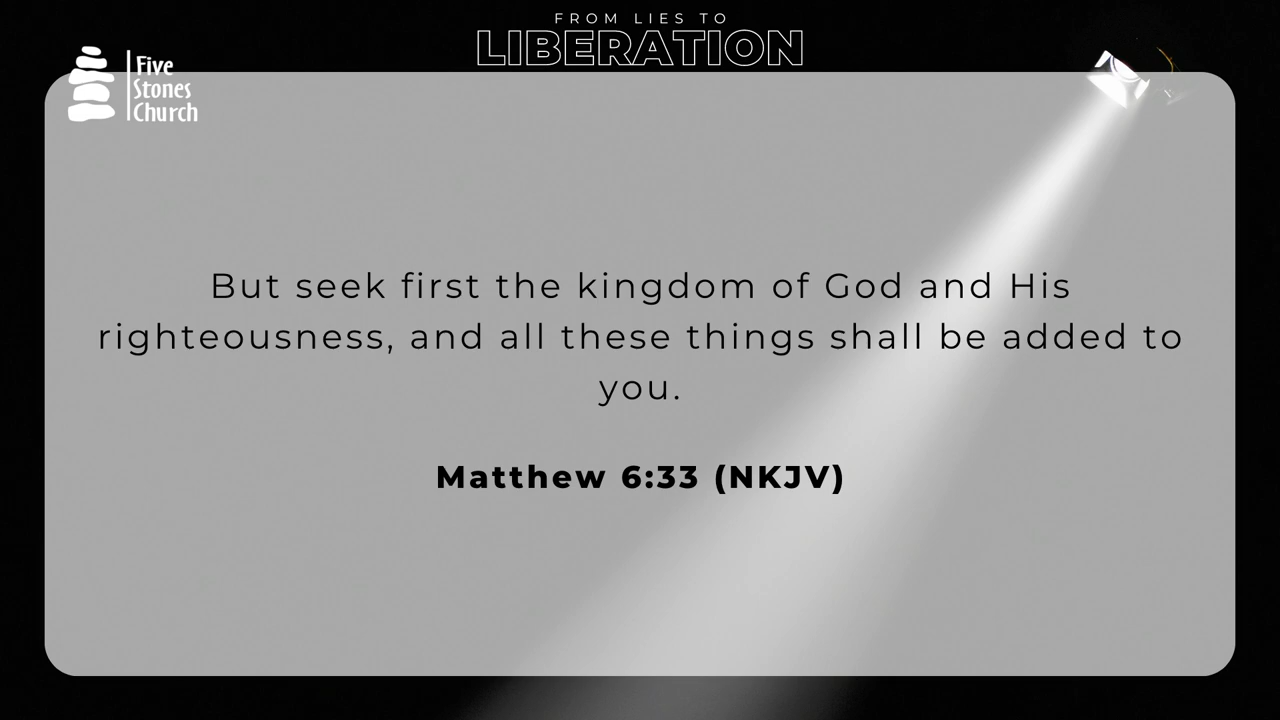 FROM LIES TO
LIBERATION
Five
Stones
Church
But seek first the kingdom of God and His
righteousness, and all these things shall be added to
you.
Matthew 6:33 (NKJV)